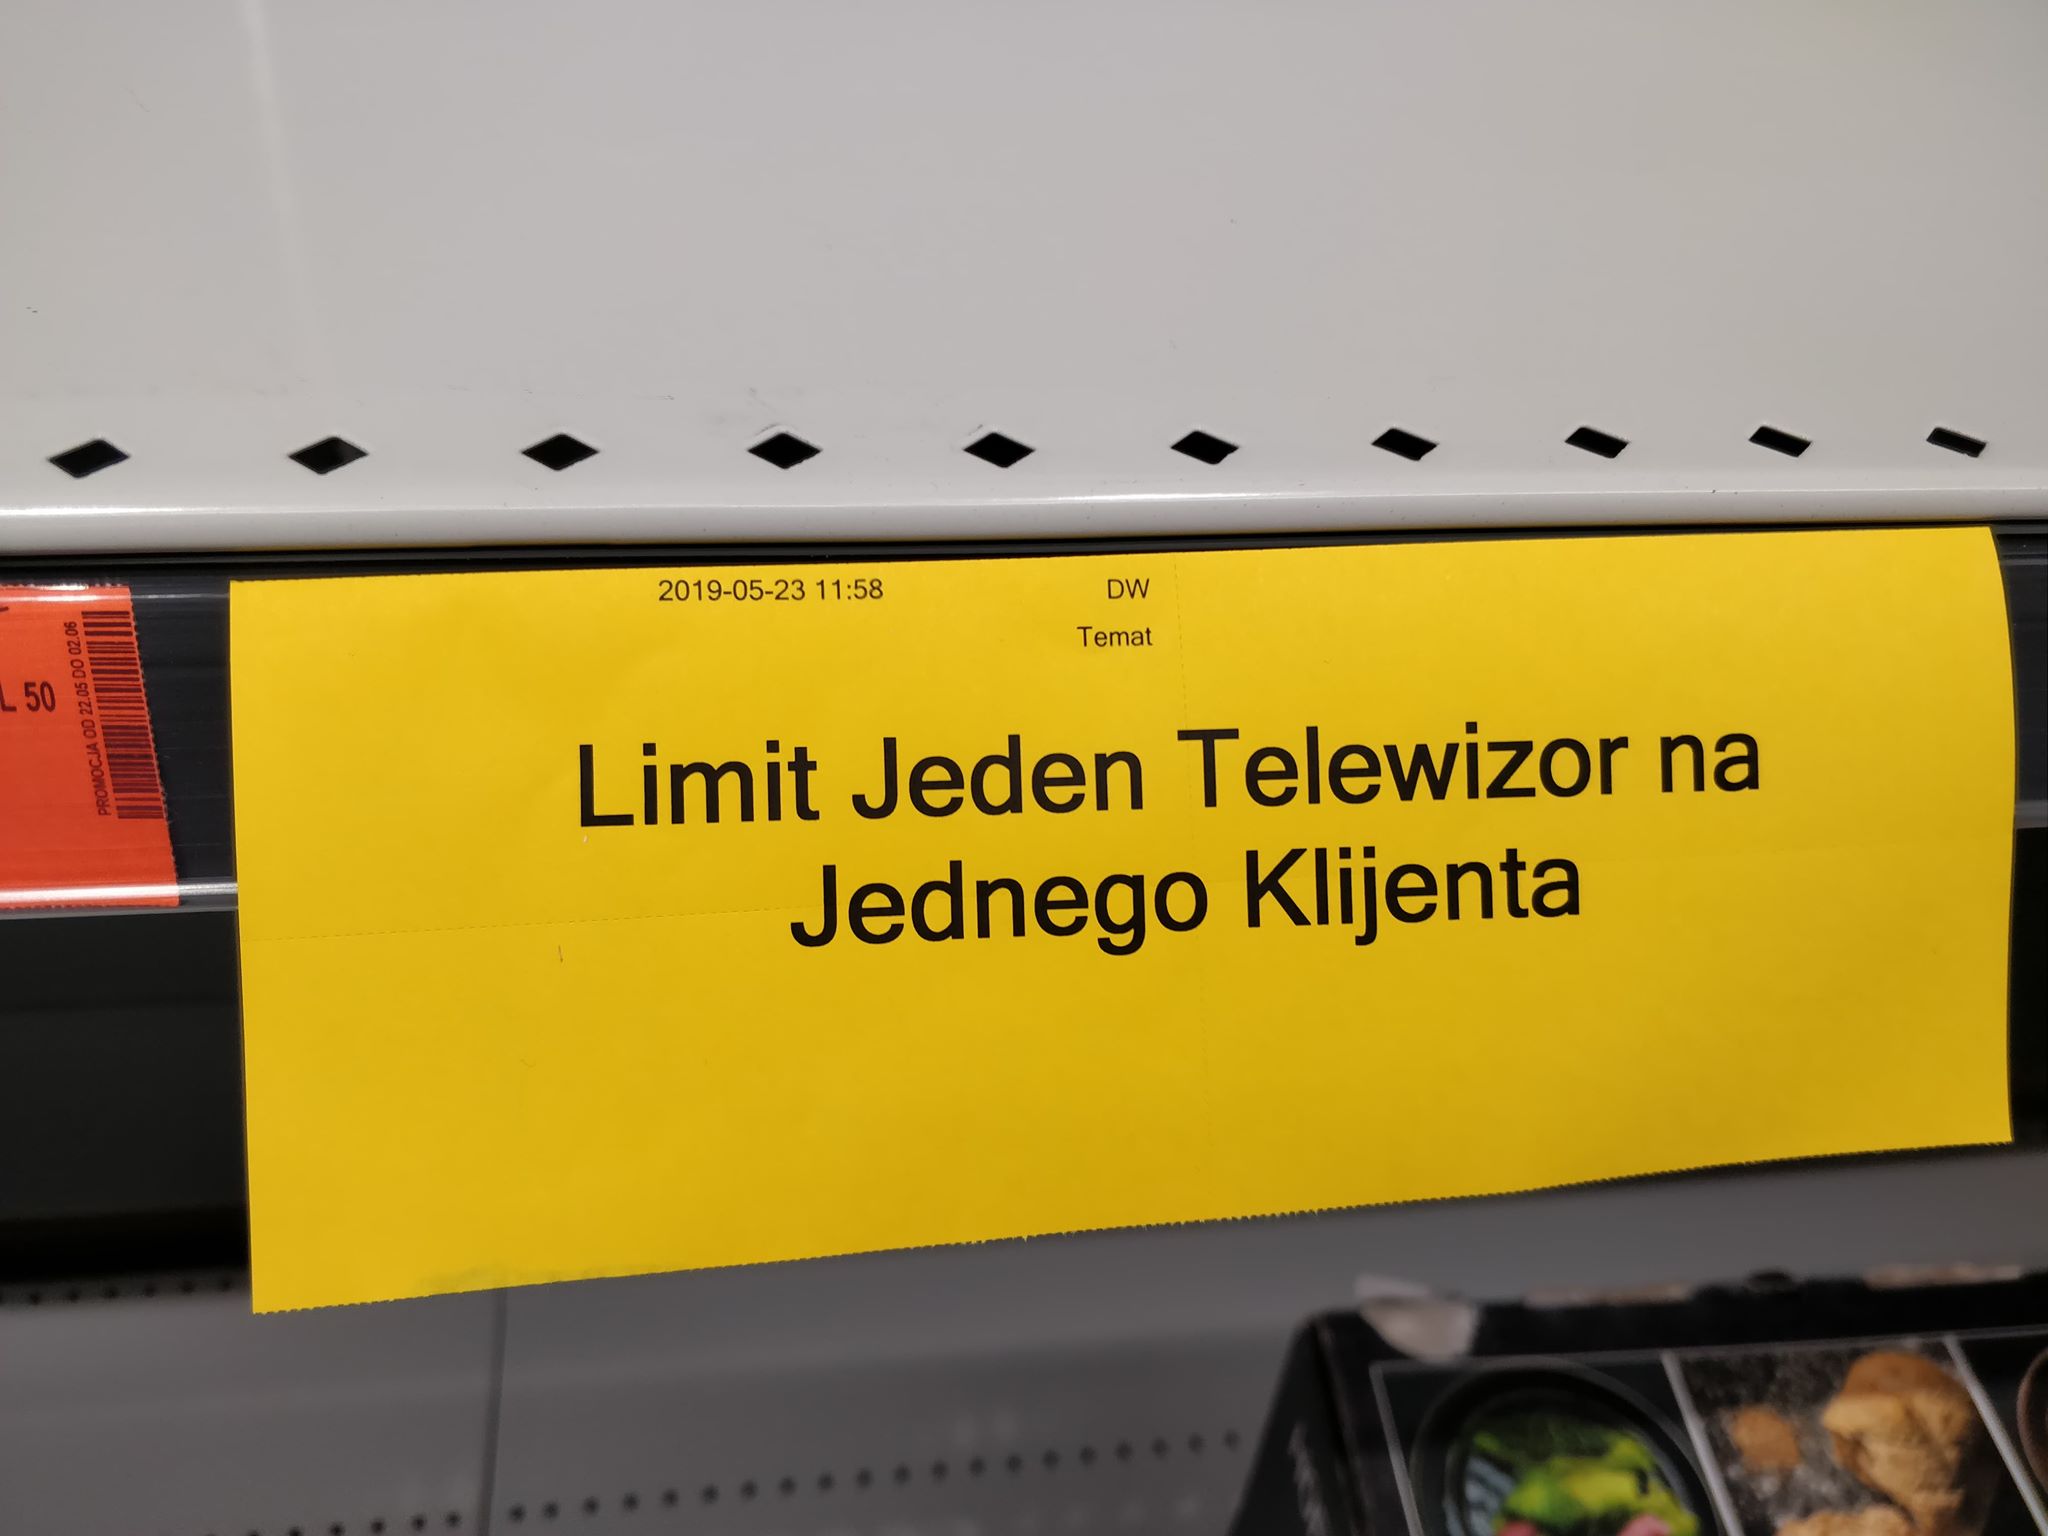 2019-05-23 11:58 DW
Temat
Limit Jeden Telewizor na
Jednego Klijenta
L 50
PROMOCJA OD 22.05 DO 02.06